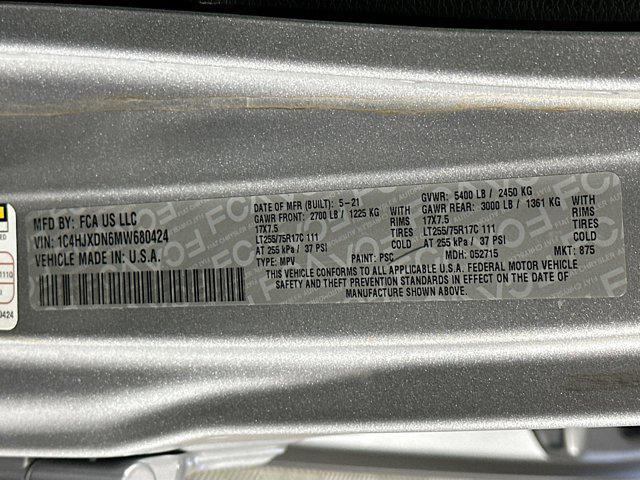 MFD BY: FCA US LLC
VIN: 1C4HJXDN6MW680424
VEHICLE MADE IN U.S.A.
DATE OF MFR (BUILT): 5-21
GAWR FRONT: 2700 LB / 1225 KG
17X7.5
LT255/75R17C 111
AT 255 kPa / 37 PSI
TYPE: MPV
WITH
RIMS
TIRES
COLD
PAINT: PSC
GVWR: 5400 LB / 2450 KG
GAWR REAR: 3000 LB / 1361 KG
17X7.5
LT255/75R17C 111
AT 255 kPa / 37 PSI
MDH: 052715
WITH
RIMS
TIRES
COLD
MKT: 875
THIS VEHICLE CONFORMS TO ALL APPLICABLE U.S.A. FEDERAL MOTOR VEHICLE
SAFETY AND THEFT PREVENTION STANDARDS IN EFFECT ON THE DATE OF
MANUFACTURE SHOWN ABOVE.